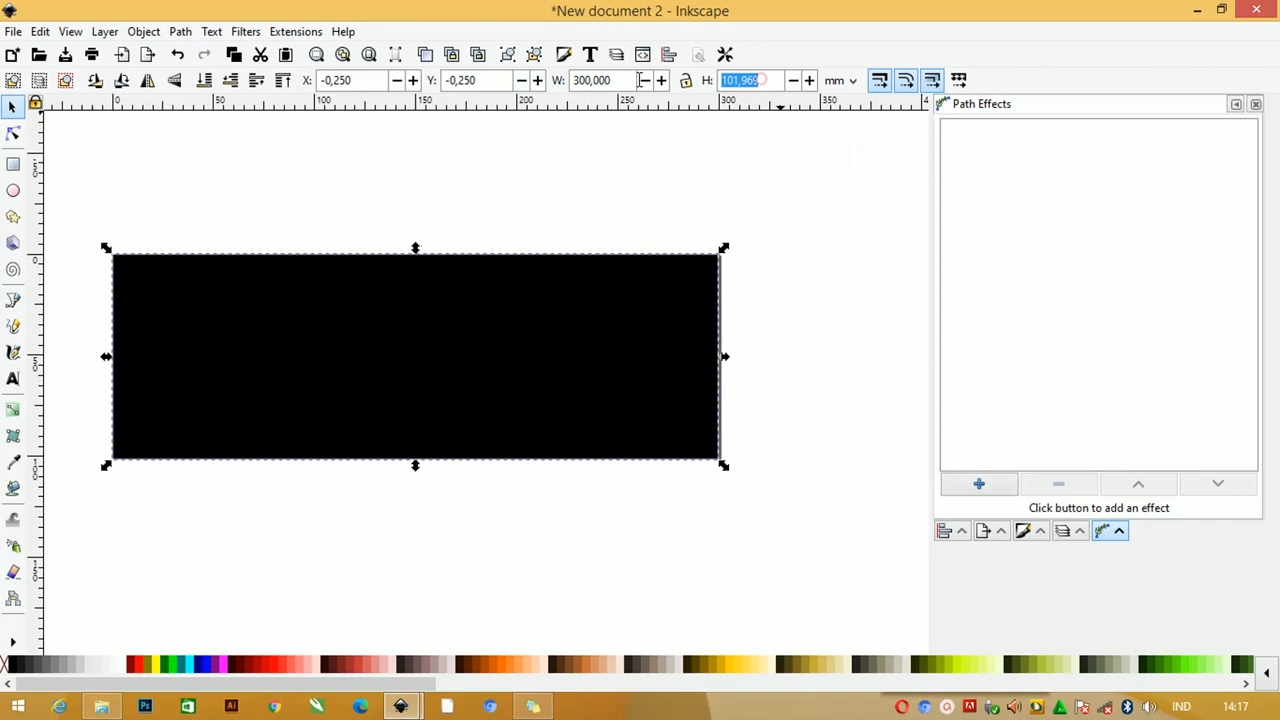 *New document 2 - Inkscape
File Edit View Layer Object Path Text Filters Extensions Help
X: -0,250 Y: -0,250 W: 300,000 H: 101,969 mm
0 50 100 150 200 250 300 350 4
Path Effects
Click button to add an effect
IND 14:17